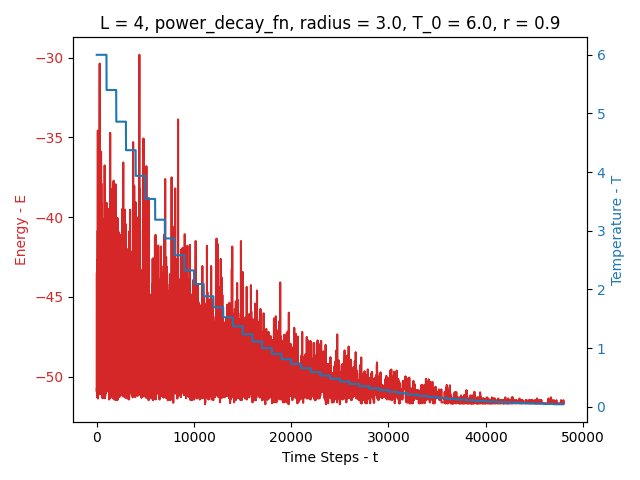 L = 4, power_decay_fn, radius = 3.0, T_0 = 6.0, r = 0.9
−30
−35
−40
−45
−50
Energy - E
6
5
4
3
2
1
0
Temperature - T
0 10000 20000 30000 40000 50000
Time Steps - t